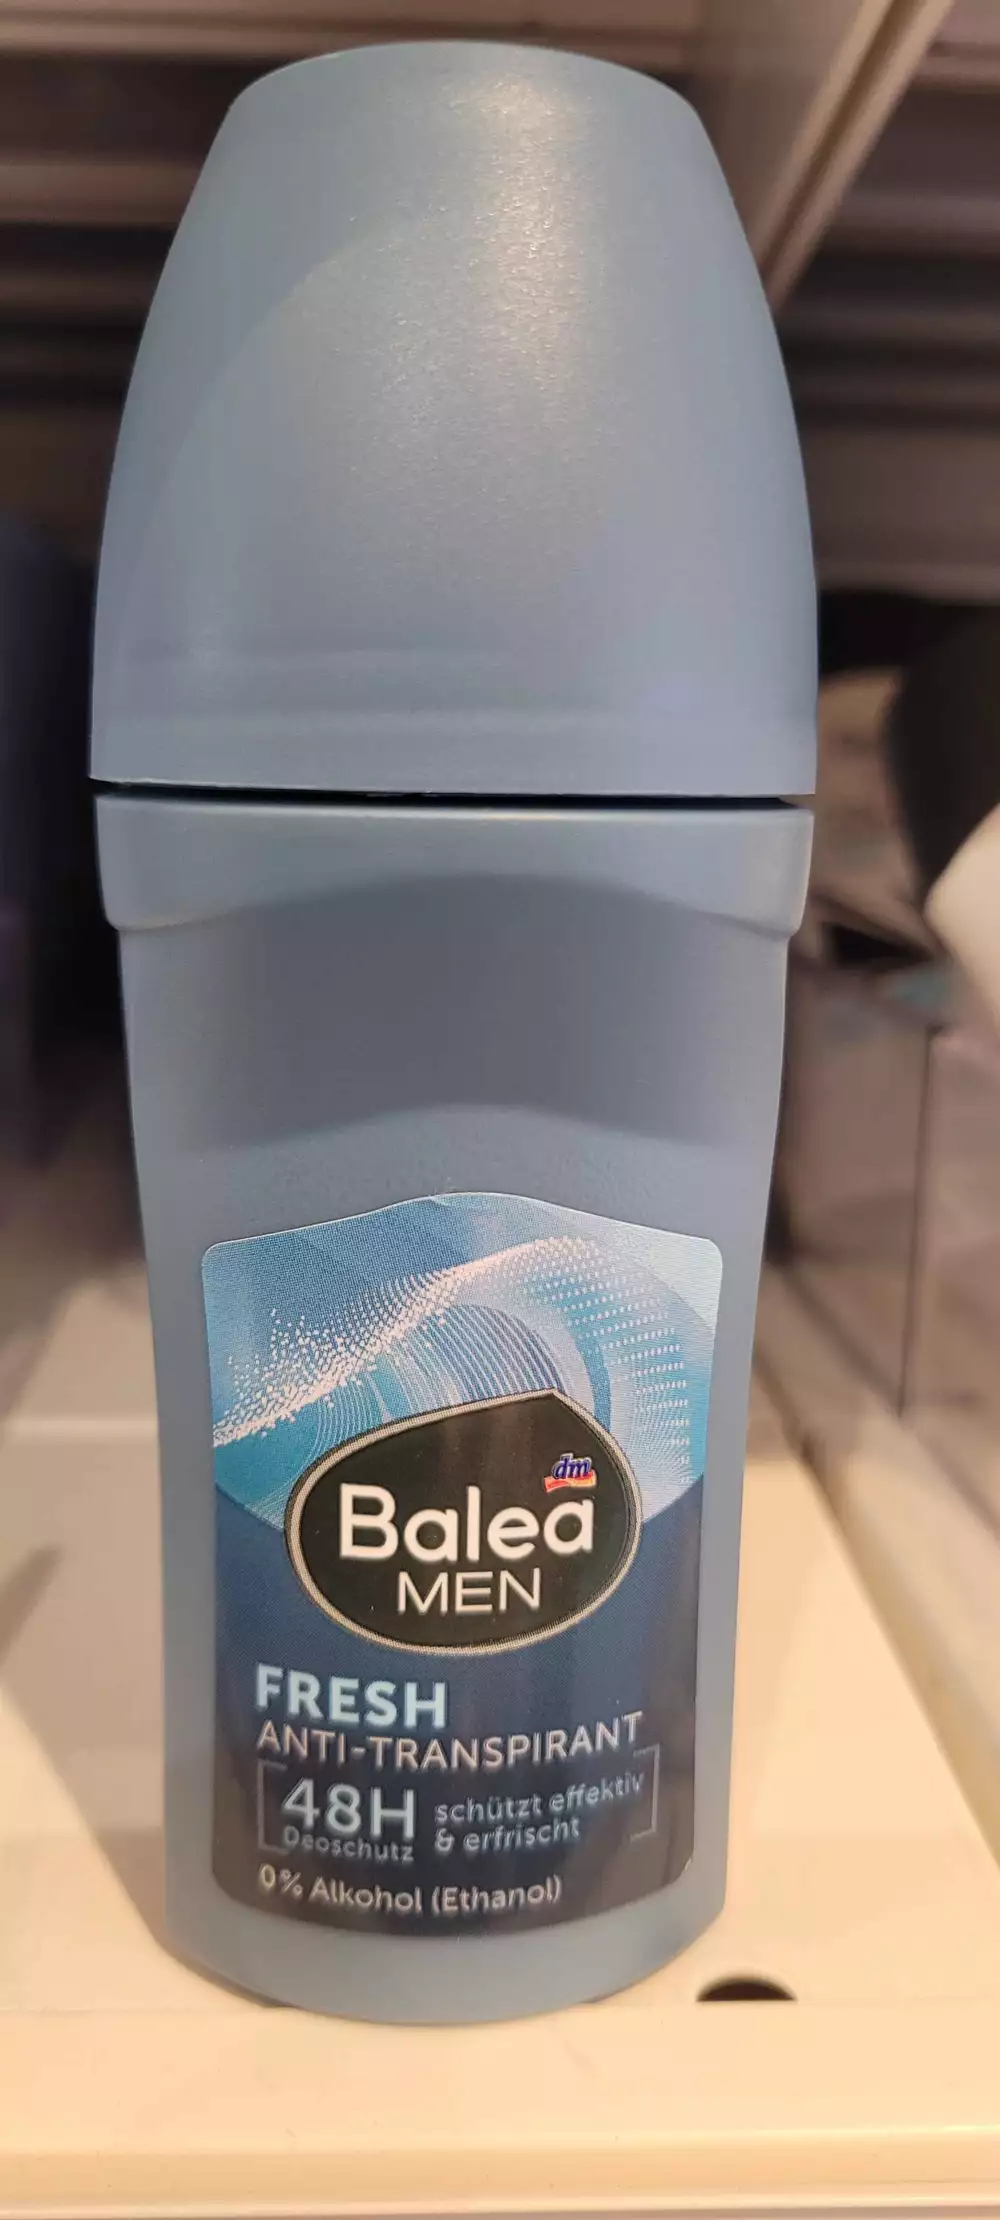 dm
Balea
MEN
FRESH
ANTI-TRANSPIRANT
48H
Deoschutz
schützt effektiv
& erfrischt
0% Alkohol (Ethanol)